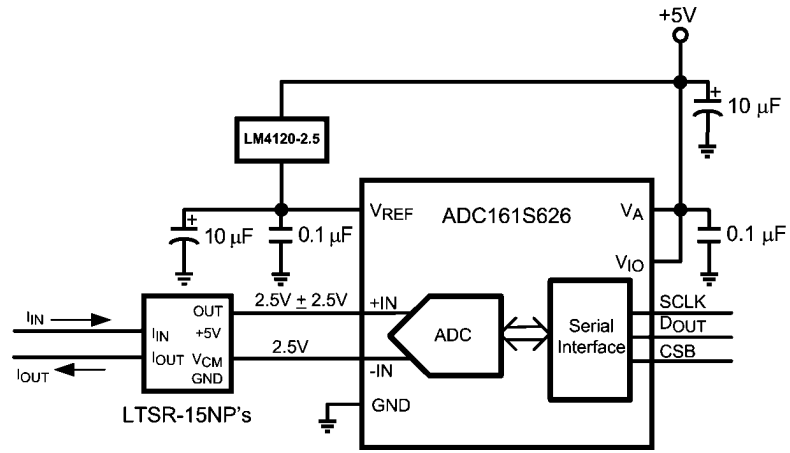 +5V
+
10 µF
LM4120-2.5
+
10 µF
0.1 µF
VREF
ADC161S626
VA
0.1 µF
VIO
IIN
OUT
2.5V ± 2.5V
+IN
SCLK
IIN
+5V
ADC
Serial
Interface
DOUT
IOUT
IOUT
VCM
2.5V
-IN
CSB
GND
GND
LTSR-15NP's